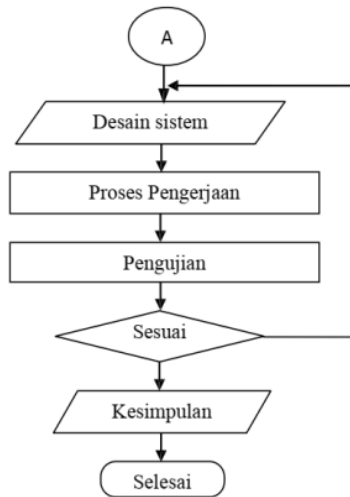 A
Desain sistem
Proses Pengerjaan
Pengujian
Sesuai
Kesimpulan
Selesai